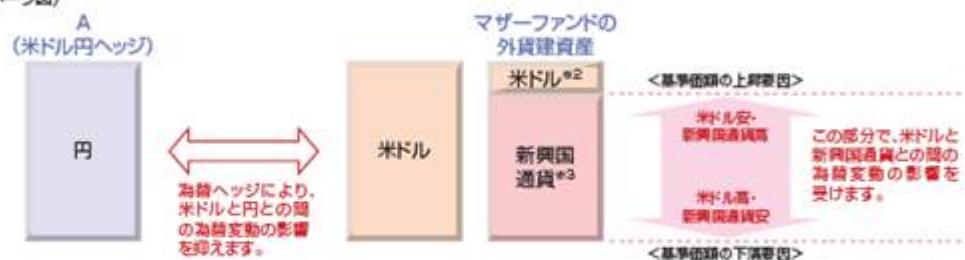 A
(米ドル円ヘッジ)
円
為替ヘッジにより、
米ドルと円との間
の為替変動の影響
を抑えます。
米ドル
マザーファンドの
外貨建資産
米ドル※2
新興国
通貨※3
<基準価額の上昇要因>
米ドル安・
新興国通貨高
米ドル高・
新興国通貨安
<基準価額の下落要因>
この部分で、米ドルと
新興国通貨との間の
為替変動の影響を
受けます。